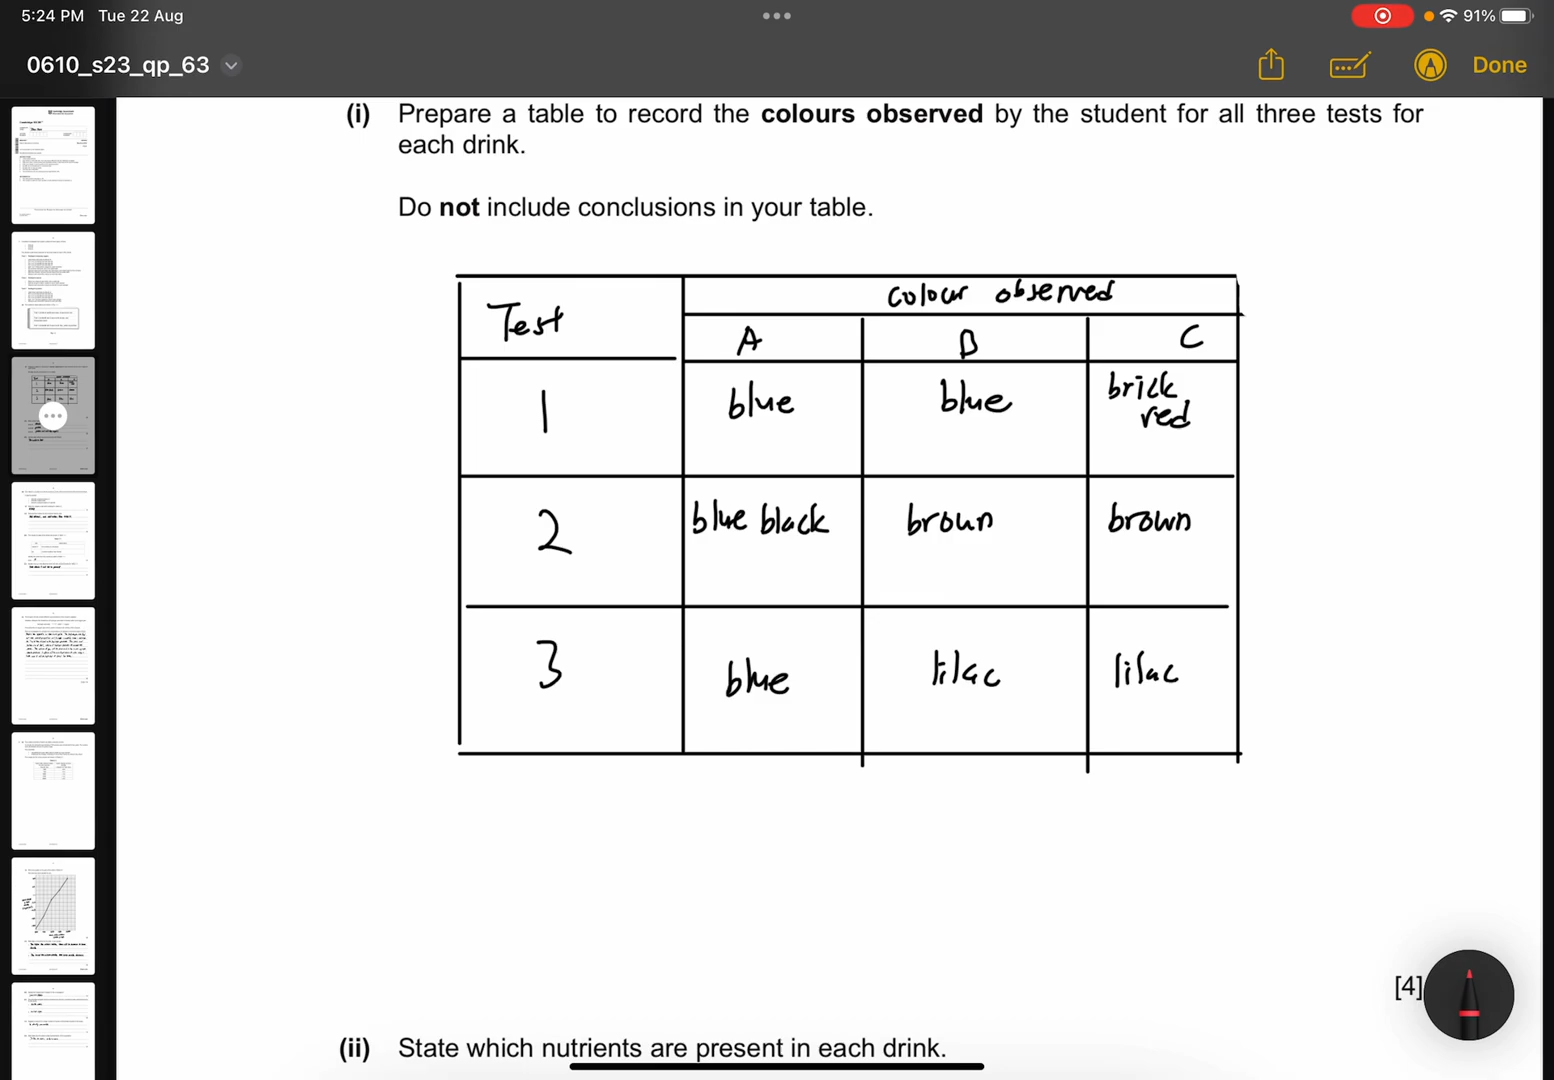 5:24 PM Tue 22 Aug
91%
0610_s23_qp_63
Done
(i) Prepare a table to record the colours observed by the student for all three tests for
each drink.
Do not include conclusions in your table.
Test
colour observed
A B C
1 blue blue brick red
2 blue black brown brown
3 blue lilac lilac
[4]
(ii) State which nutrients are present in each drink.